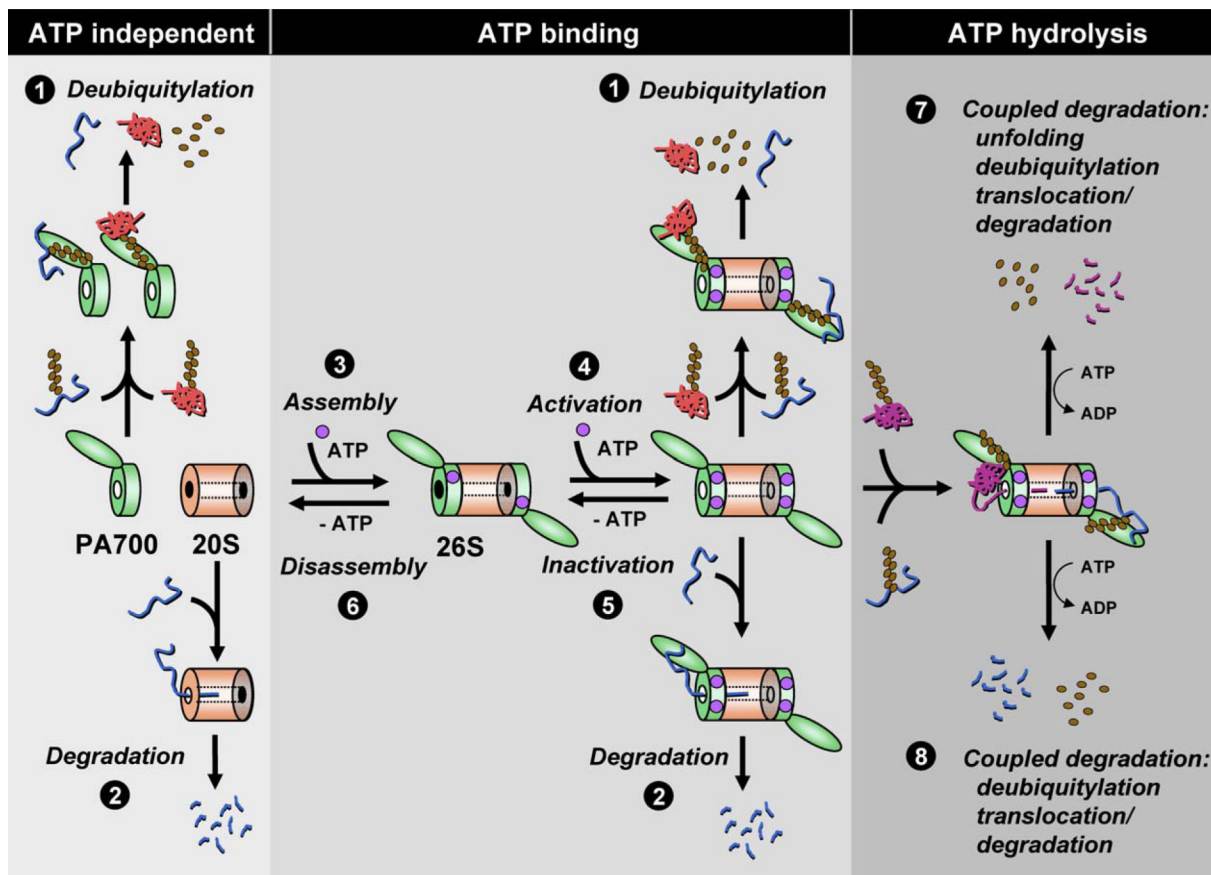 ATP independent
ATP binding
ATP hydrolysis
1 Deubiquitylation
PA700
20S
Degradation
2
3
Assembly
ATP
- ATP
Disassembly
6
26S
4
Activation
ATP
- ATP
Inactivation
5
1 Deubiquitylation
Degradation
2
7 Coupled degradation:
unfolding
deubiquitylation
translocation/
degradation
ATP
ADP
ATP
ADP
8 Coupled degradation:
deubiquitylation
translocation/
degradation